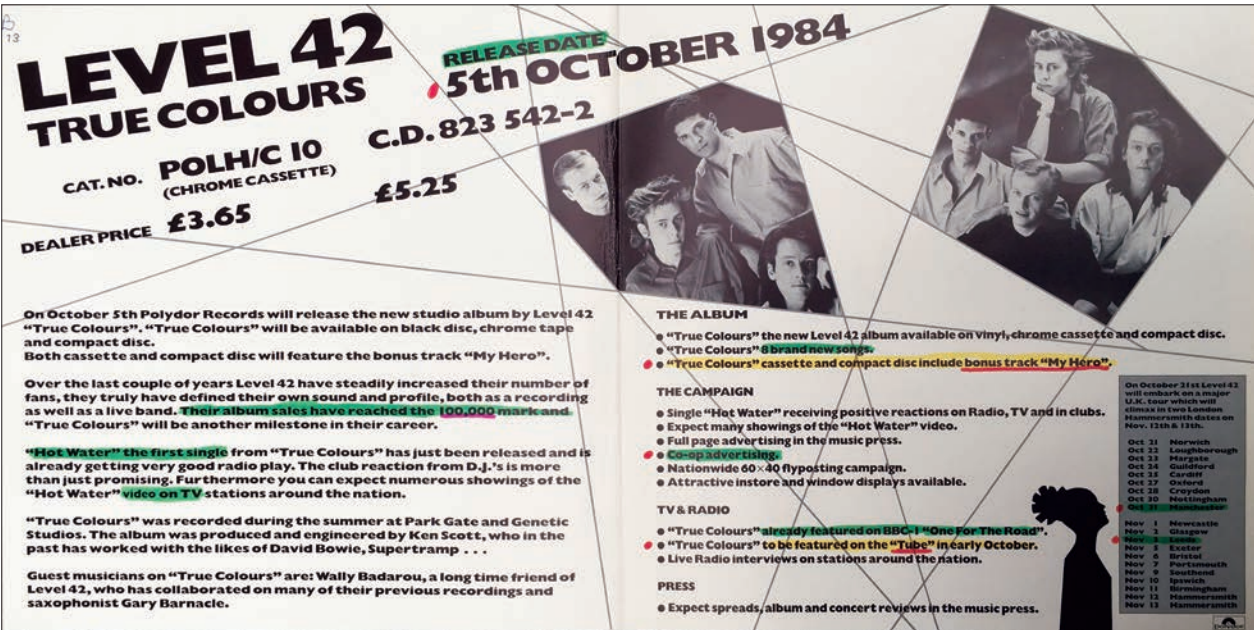 B
13
LEVEL 42
TRUE COLOURS
RELEASE DATE
5th OCTOBER 1984
CAT. NO. POLH/C 10
(CHROME CASSETTE)
C.D. 823 542-2
DEALER PRICE £3.65
£5.25
On October 5th Polydor Records will release the new studio album by Level 42
"True Colours". "True Colours" will be available on black disc, chrome tape
and compact disc.
Both cassette and compact disc will feature the bonus track "My Hero".
Over the last couple of years Level 42 have steadily increased their number of
fans, they truly have defined their own sound and profile, both as a recording
as well as a live band. Their album sales have reached the 100,000 mark and
"True Colours" will be another milestone in their career.
"Hot Water" the first single from "True Colours" has just been released and is
already getting very good radio play. The club reaction from D.J.'s is more
than just promising. Furthermore you can expect numerous showings of the
"Hot Water" video on TV stations around the nation.
"True Colours" was recorded during the summer at Park Gate and Genetic
Studios. The album was produced and engineered by Ken Scott, who in the
past has worked with the likes of David Bowie, Supertramp . . .
Guest musicians on "True Colours" are: Wally Badarou, a long time friend of
Level 42, who has collaborated on many of their previous recordings and
saxophonist Gary Barnacle.
THE ALBUM
● "True Colours" the new Level 42 album available on vinyl, chrome cassette and compact disc.
● "True Colours" 8 brand new songs.
● "True Colours" cassette and compact disc include bonus track "My Hero".
THE CAMPAIGN
● Single "Hot Water" receiving positive reactions on Radio, TV and in clubs.
● Expect many showings of the "Hot Water" video.
● Full page advertising in the music press.
● Co-op advertising.
● Nationwide 60×40 flyposting campaign.
● Attractive instore and window displays available.
TV & RADIO
● "True Colours" already featured on BBC-1 "One For The Road".
● "True Colours" to be featured on the "Tube" in early October.
● Live Radio interviews on stations around the nation.
PRESS
● Expect spreads, album and concert reviews in the music press.
On October 21st Level 42
will embark on a major
U.K. tour which will
climax in two London
Hammersmith dates on
Nov. 12th & 13th.
Oct 21 Norwich
Oct 22 Loughborough
Oct 23 Margate
Oct 24 Guildford
Oct 25 Cardiff
Oct 27 Oxford
Oct 28 Croydon
Oct 30 Nottingham
Oct 31 Manchester
Nov 1 Newcastle
Nov 2 Glasgow
Nov 3 Leeds
Nov 5 Exeter
Nov 6 Bristol
Nov 7 Portsmouth
Nov 9 Southend
Nov 10 Ipswich
Nov 11 Birmingham
Nov 12 Hammersmith
Nov 13 Hammersmith
polydor